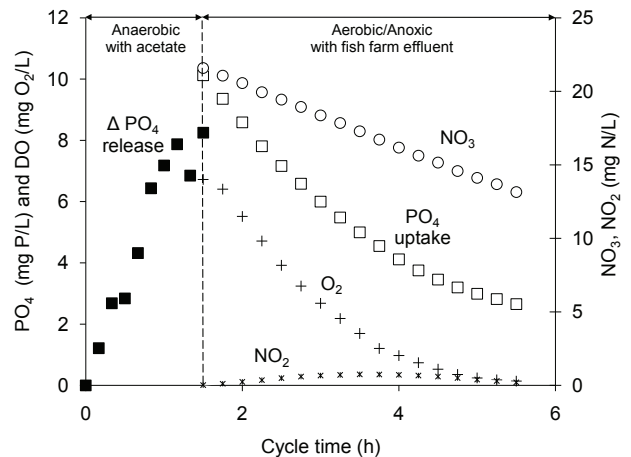 Anaerobic
with acetate
Aerobic/Anoxic
with fish farm effluent
12
10
8
6
4
2
0
PO4 (mg P/L) and DO (mg O2/L)
Δ PO4
release
NO3
PO4
uptake
O2
NO2
25
20
15
10
5
0
NO3, NO2 (mg N/L)
0
2
4
6
Cycle time (h)